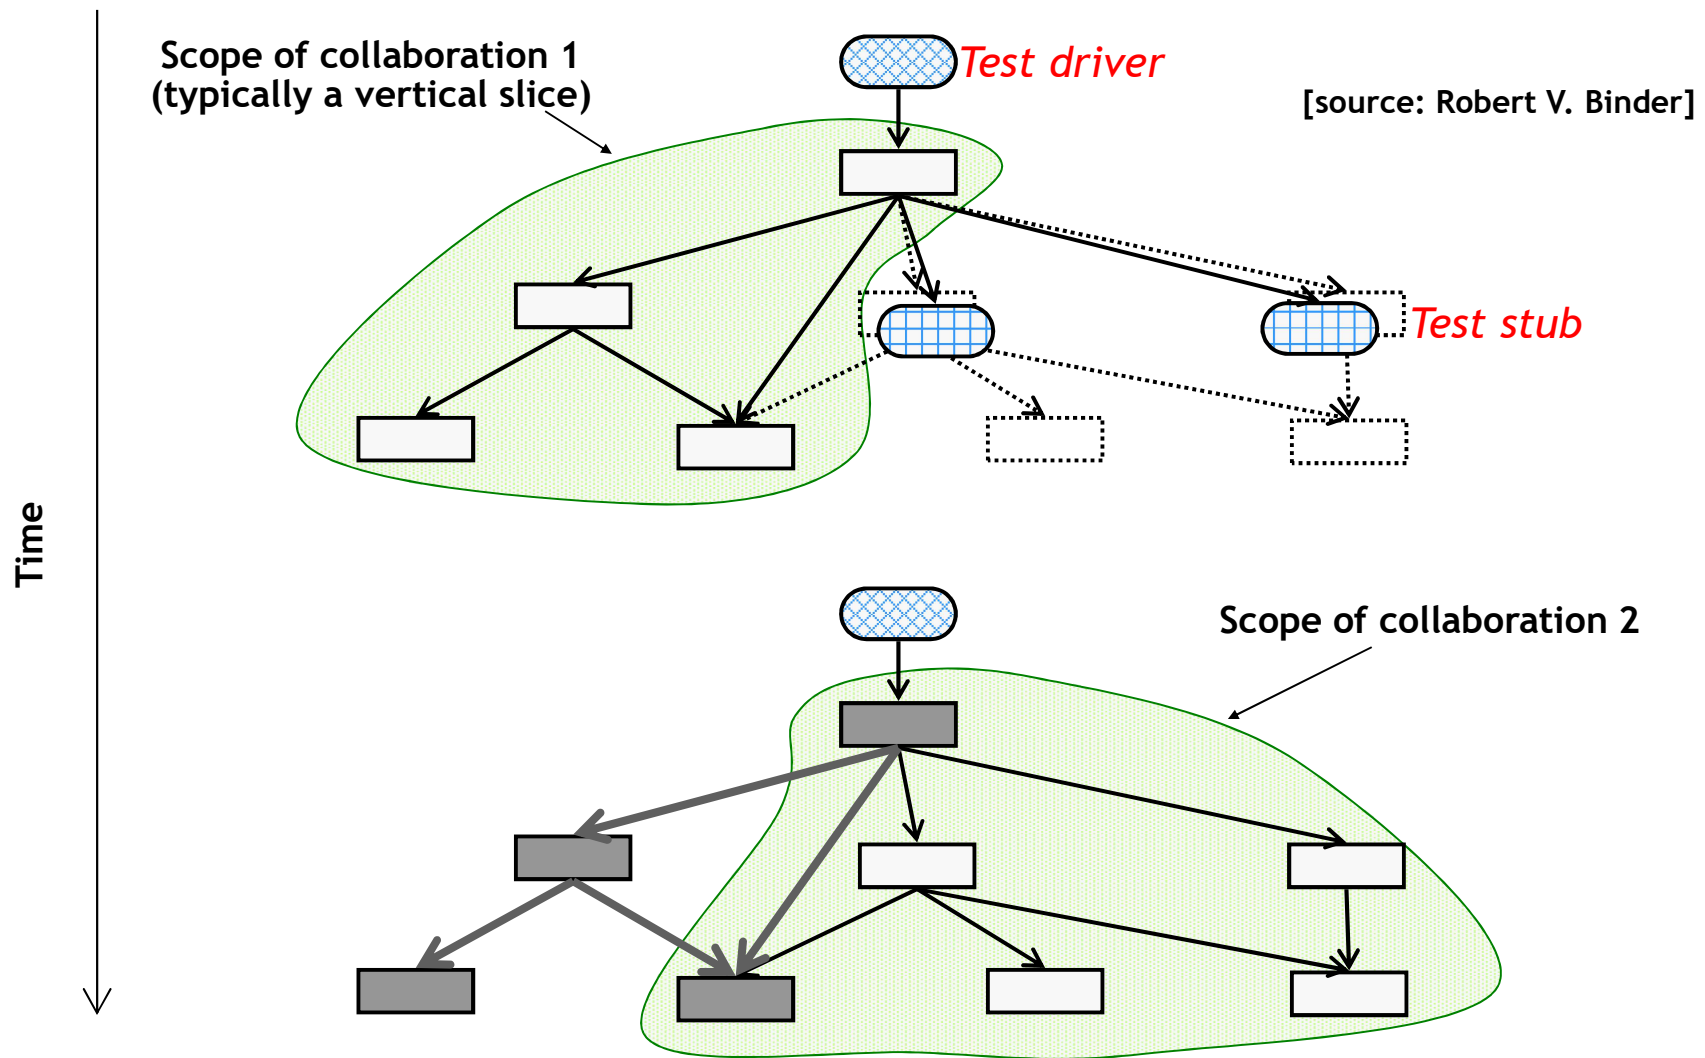 Scope of collaboration 1
(typically a vertical slice)
Test driver
[source: Robert V. Binder]
Test stub
Time
Scope of collaboration 2